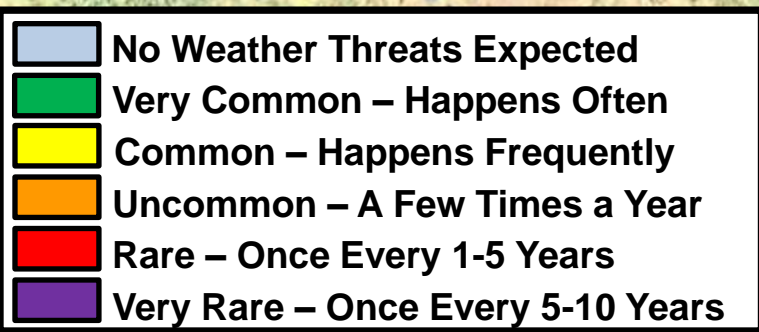 No Weather Threats Expected
Very Common – Happens Often
Common – Happens Frequently
Uncommon – A Few Times a Year
Rare – Once Every 1-5 Years
Very Rare – Once Every 5-10 Years